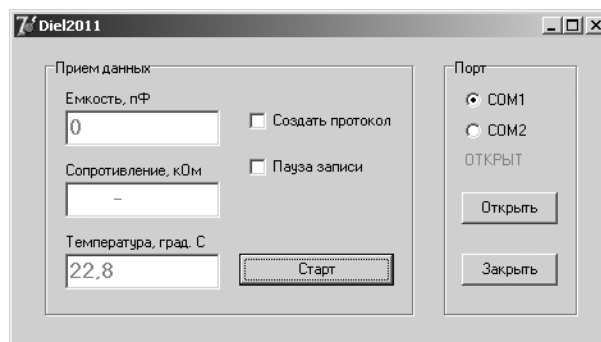 Diel2011
Прием данных
Емкость, пФ
0
Создать протокол
Сопротивление, кОм
Пауза записи
–
Температура, град. С
22,8
Старт
Порт
COM1
COM2
ОТКРЫТ
Открыть
Закрыть